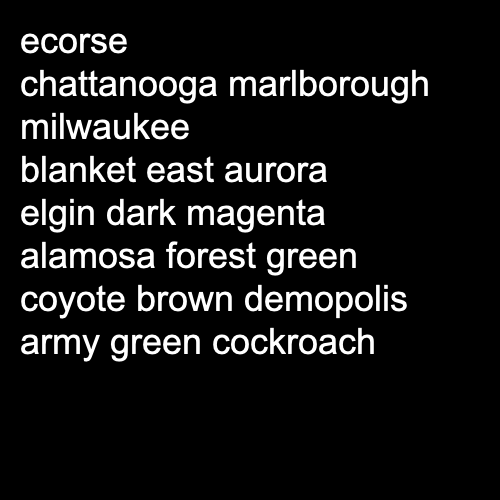 ecorse
chattanooga marlborough
milwaukee
blanket east aurora
elgin dark magenta
alamosa forest green
coyote brown demopolis
army green cockroach